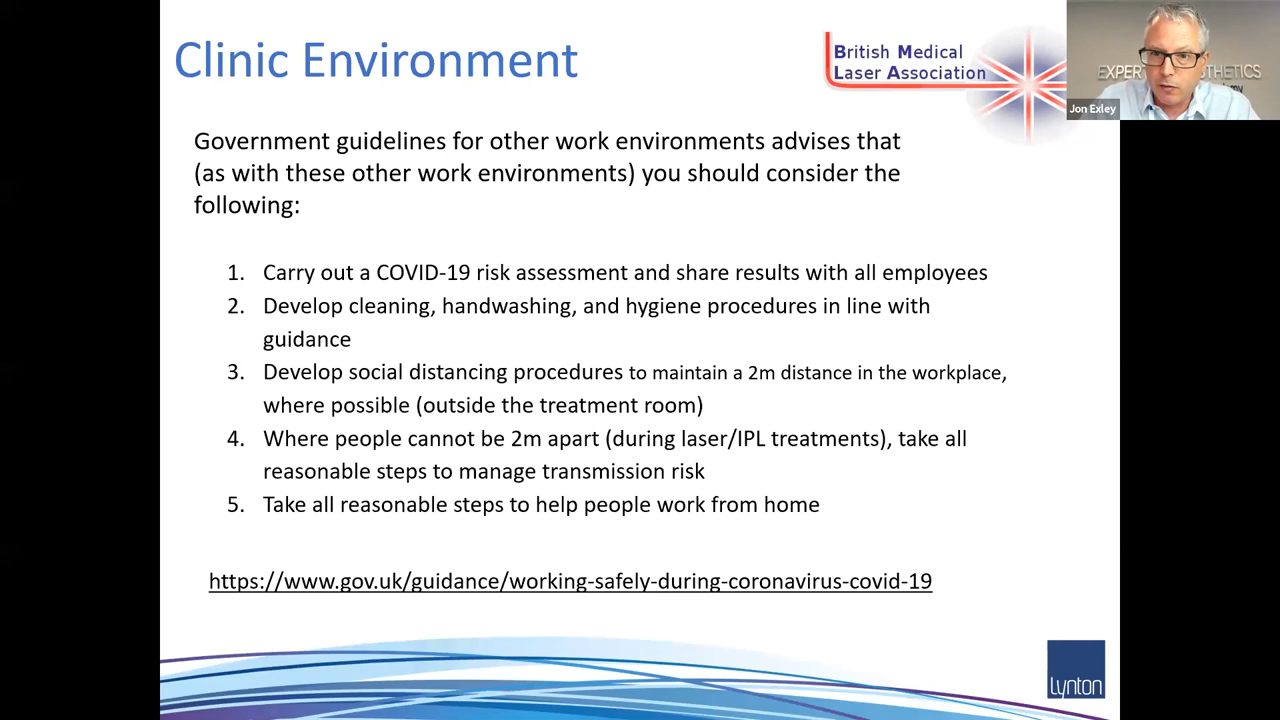 Clinic Environment
British Medical
Laser Association
EXPER
THETICS
Jon Exley
Government guidelines for other work environments advises that
(as with these other work environments) you should consider the
following:
1. Carry out a COVID-19 risk assessment and share results with all employees
2. Develop cleaning, handwashing, and hygiene procedures in line with
guidance
3. Develop social distancing procedures to maintain a 2m distance in the workplace,
where possible (outside the treatment room)
4. Where people cannot be 2m apart (during laser/IPL treatments), take all
reasonable steps to manage transmission risk
5. Take all reasonable steps to help people work from home
https://www.gov.uk/guidance/working-safely-during-coronavirus-covid-19
Lynton